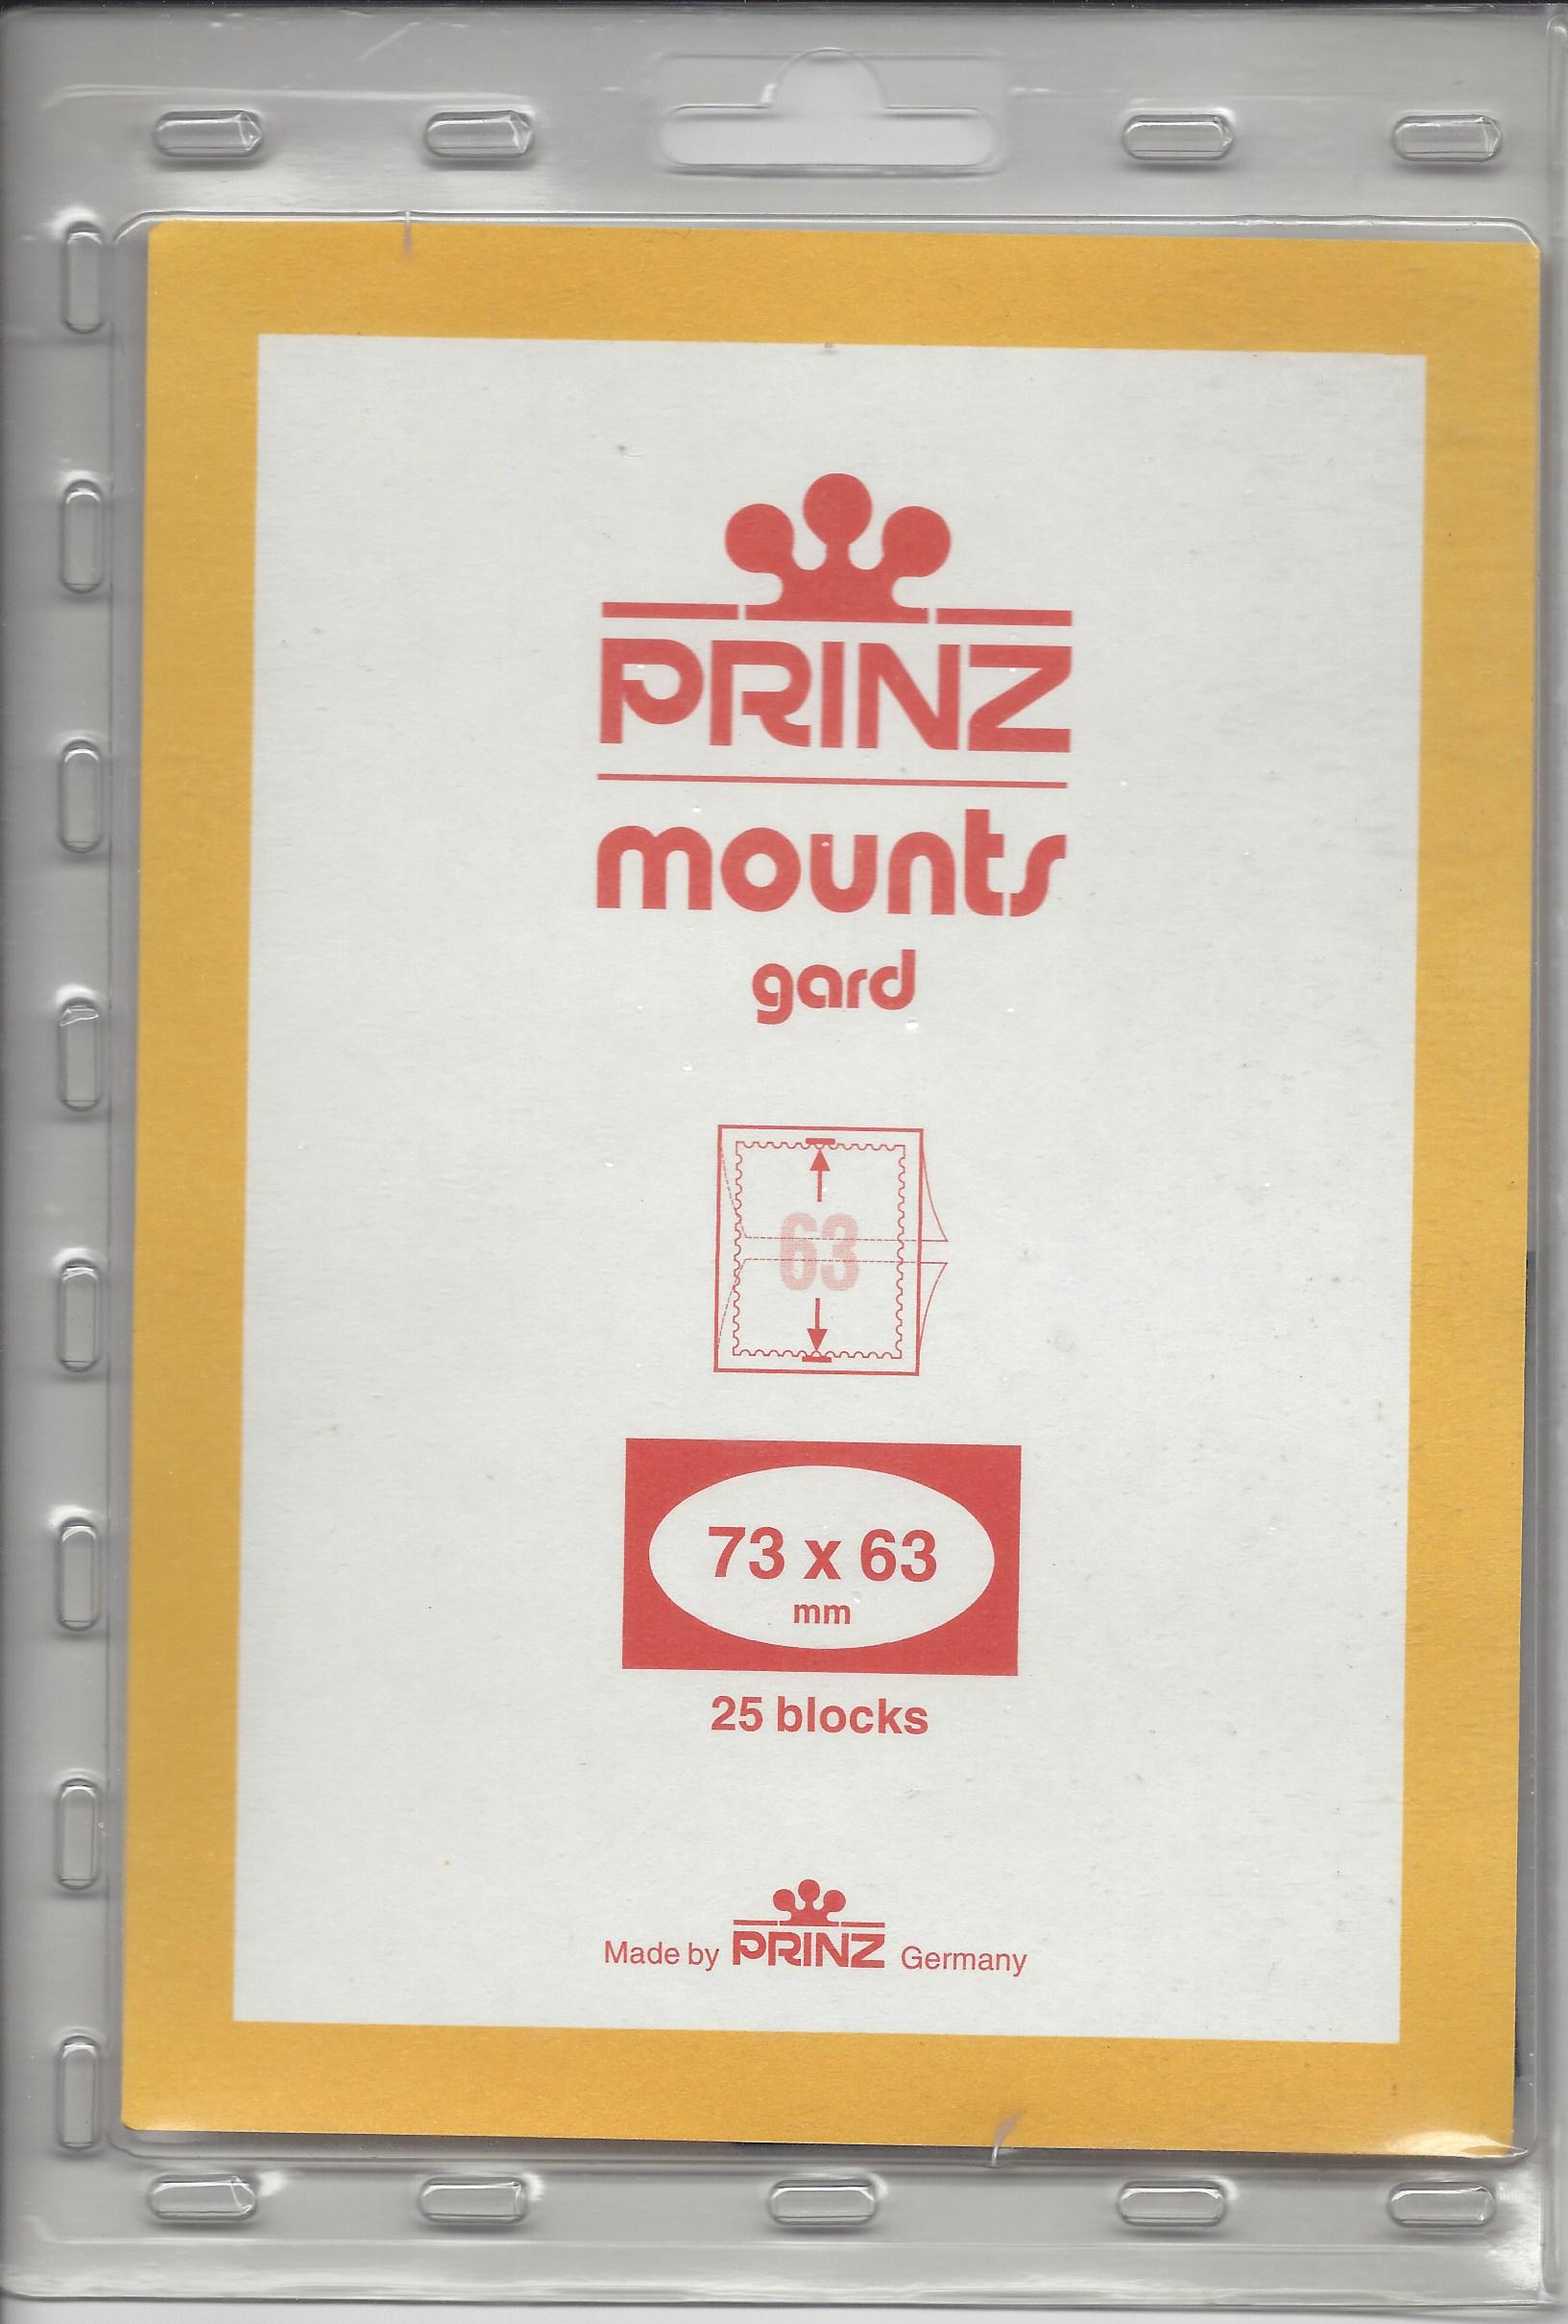 PRINZ
mounts
gard
63
73 x 63
mm
25 blocks
Made by PRINZ Germany